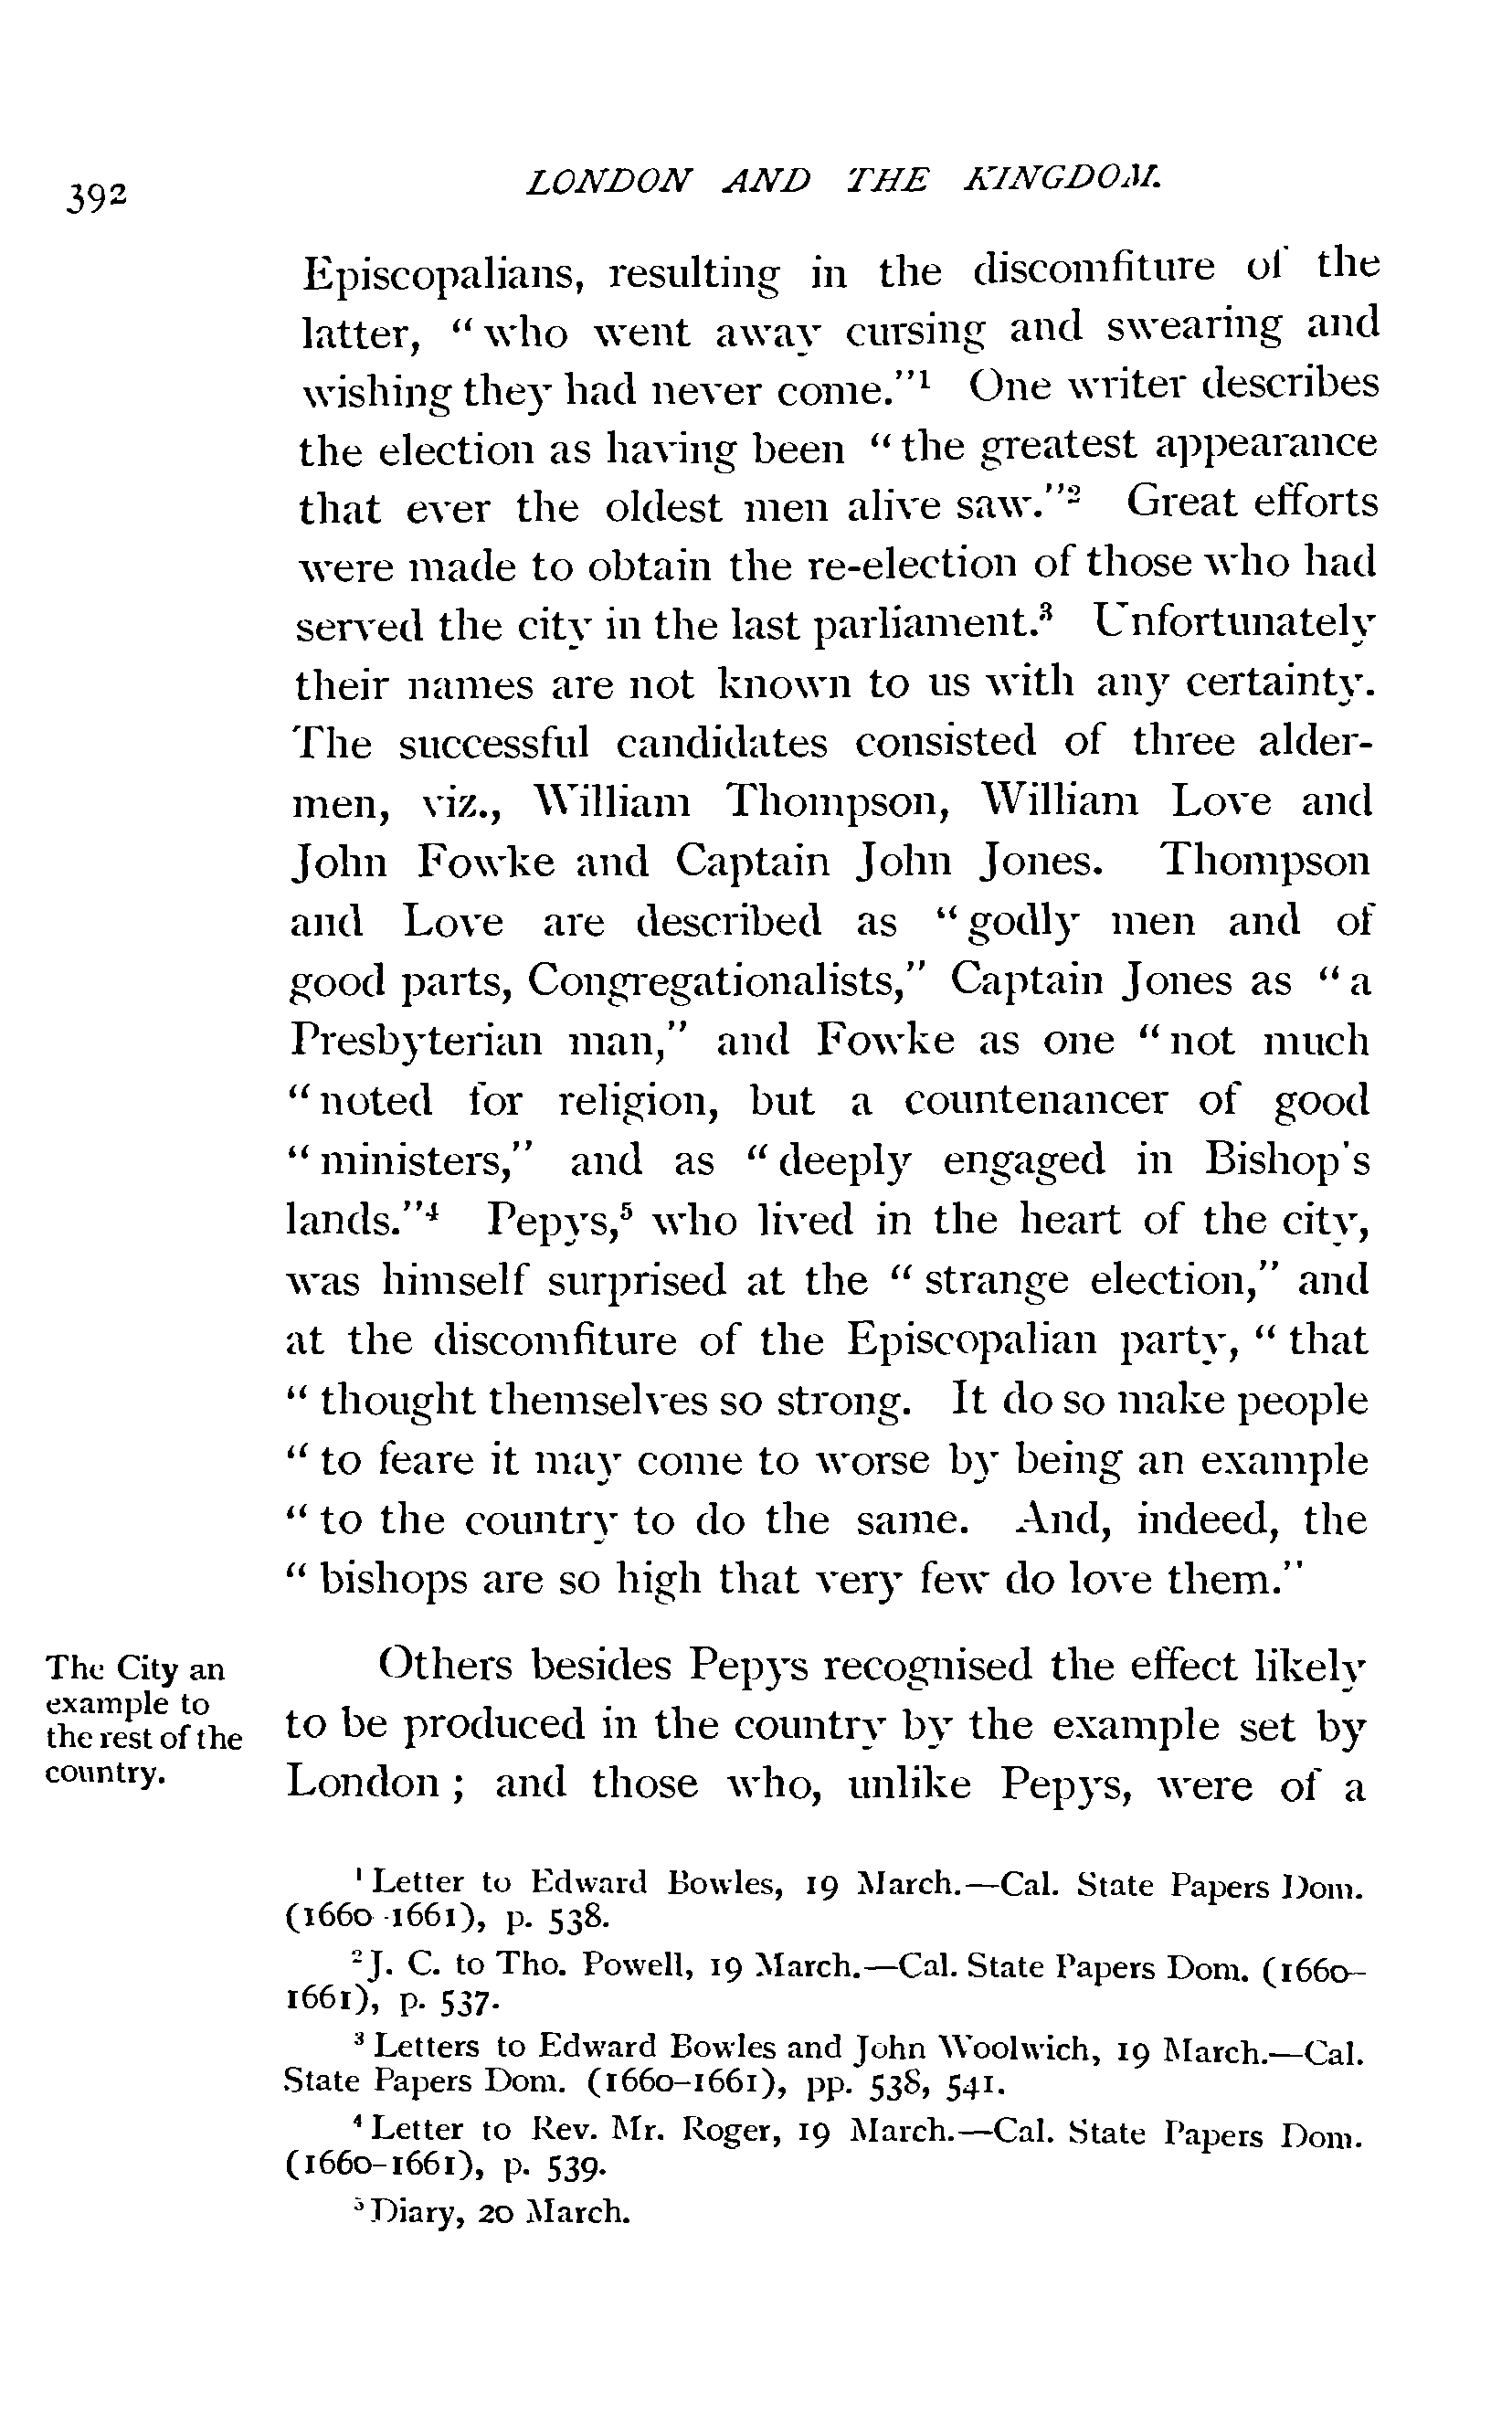 392
LONDON AND THE KINGDOM.
Episcopalians, resulting in the discomfiture of the
latter, "who went away cursing and swearing and
wishing they had never come."¹ One writer describes
the election as having been "the greatest appearance
that ever the oldest men alive saw."² Great efforts
were made to obtain the re-election of those who had
served the city in the last parliament.³ Unfortunately
their names are not known to us with any certainty.
The successful candidates consisted of three alder-
men, viz., William Thompson, William Love and
John Fowke and Captain John Jones. Thompson
and Love are described as "godly men and of
good parts, Congregationalists," Captain Jones as "a
Presbyterian man," and Fowke as one "not much
"noted for religion, but a countenancer of good
"ministers," and as "deeply engaged in Bishop's
lands."⁴ Pepys,⁵ who lived in the heart of the city,
was himself surprised at the "strange election," and
at the discomfiture of the Episcopalian party, "that
"thought themselves so strong. It do so make people
"to feare it may come to worse by being an example
"to the country to do the same. And, indeed, the
"bishops are so high that very few do love them."
The City an
example to
the rest of the
country.
Others besides Pepys recognised the effect likely
to be produced in the country by the example set by
London; and those who, unlike Pepys, were of a
¹ Letter to Edward Bowles, 19 March.—Cal. State Papers Dom.
(1660-1661), p. 538.
² J. C. to Tho. Powell, 19 March.—Cal. State Papers Dom. (1660-
1661), p. 537.
³ Letters to Edward Bowles and John Woolwich, 19 March.—Cal.
State Papers Dom. (1660-1661), pp. 538, 541.
⁴ Letter to Rev. Mr. Roger, 19 March.—Cal. State Papers Dom.
(1660-1661), p. 539.
⁵ Diary, 20 March.